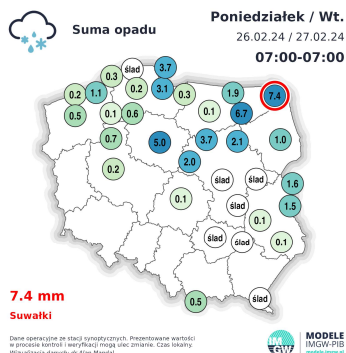 Suma opadu
Poniedziałek / Wt.
26.02.24 / 27.02.24
07:00-07:00
ślad
3.7
0.3
0.2
1.1
0.2
3.1
0.3
1.9
7.4
0.5
0.1
0.6
0.1
6.7
0.7
5.0
3.7
2.1
1.0
0.2
2.0
ślad
ślad
1.6
0.1
ślad
1.5
0.1
ślad
ślad
0.1
0.5
ślad
7.4 mm
Suwałki
Dane operacyjne ze stacji synoptycznych. Prezentowane wartości
w procesie kontroli i weryfikacji mogą ulec zmianie. Czas lokalny.
IM
GW
MODELE
IMGW-PIB